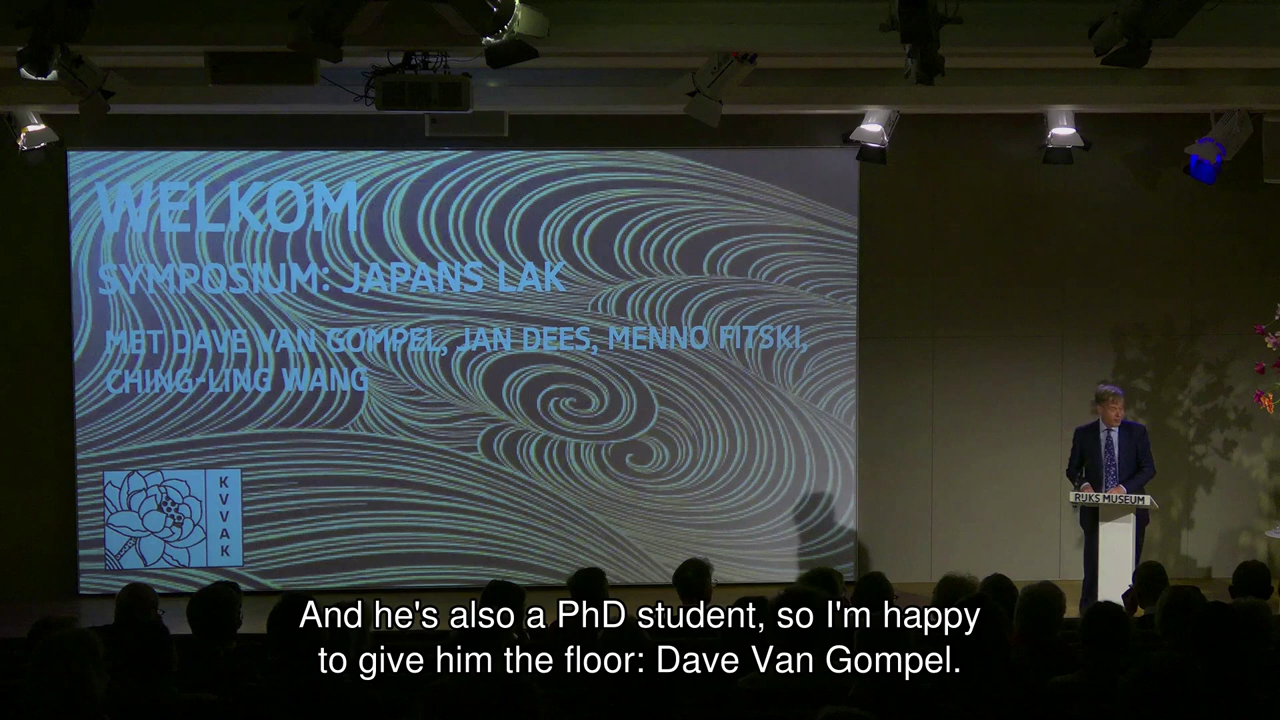 WELKOM
SYMPOSIUM: JAPANS LAK
MET DAVE VAN GOMPEL, JAN DEES, MENNO FITSKI,
CHING-LING WANG
KVVAK
RIJKS MUSEUM
And he's also a PhD student, so I'm happy
to give him the floor: Dave Van Gompel.